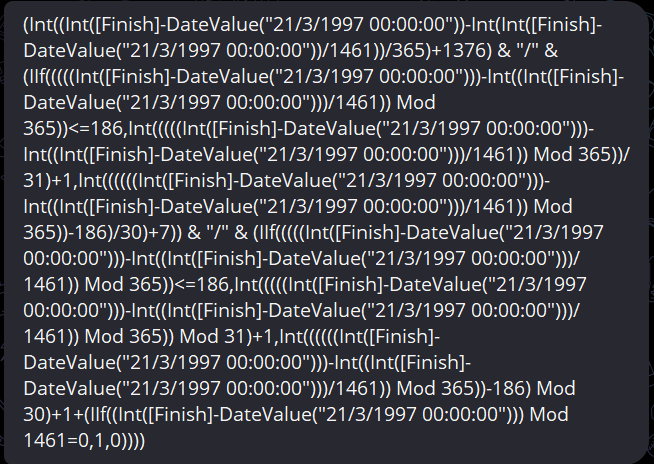 (Int((Int([Finish]-DateValue("21/3/1997 00:00:00"))-Int(Int([Finish]-
DateValue("21/3/1997 00:00:00"))/1461))/365)+1376) & "/" &
(IIf(((((Int([Finish]-DateValue("21/3/1997 00:00:00")))-Int((Int([Finish]-
DateValue("21/3/1997 00:00:00")))/1461)) Mod
365))<=186,Int(((((Int([Finish]-DateValue("21/3/1997 00:00:00")))-
Int((Int([Finish]-DateValue("21/3/1997 00:00:00")))/1461)) Mod 365))/
31)+1,Int((((((Int([Finish]-DateValue("21/3/1997 00:00:00")))-
Int((Int([Finish]-DateValue("21/3/1997 00:00:00")))/1461)) Mod
365))-186)/30)+7)) & "/" & (IIf(((((Int([Finish]-DateValue("21/3/1997
00:00:00")))-Int((Int([Finish]-DateValue("21/3/1997 00:00:00")))/
1461)) Mod 365))<=186,Int(((((Int([Finish]-DateValue("21/3/1997
00:00:00")))-Int((Int([Finish]-DateValue("21/3/1997 00:00:00")))/
1461)) Mod 365)) Mod 31)+1,Int((((((Int([Finish]-
DateValue("21/3/1997 00:00:00")))-Int((Int([Finish]-
DateValue("21/3/1997 00:00:00")))/1461)) Mod 365))-186) Mod
30)+1+(IIf((Int([Finish]-DateValue("21/3/1997 00:00:00"))) Mod
1461=0,1,0))))